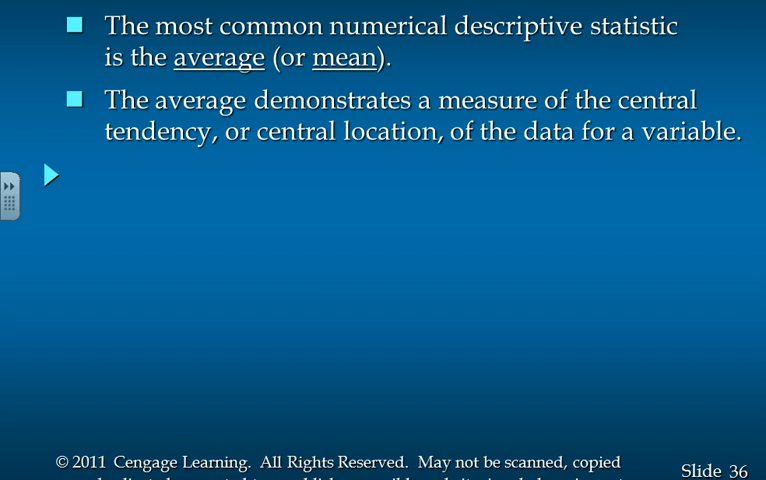 The most common numerical descriptive statistic
is the average (or mean).
The average demonstrates a measure of the central
tendency, or central location, of the data for a variable.
© 2011 Cengage Learning. All Rights Reserved. May not be scanned, copied
Slide 36